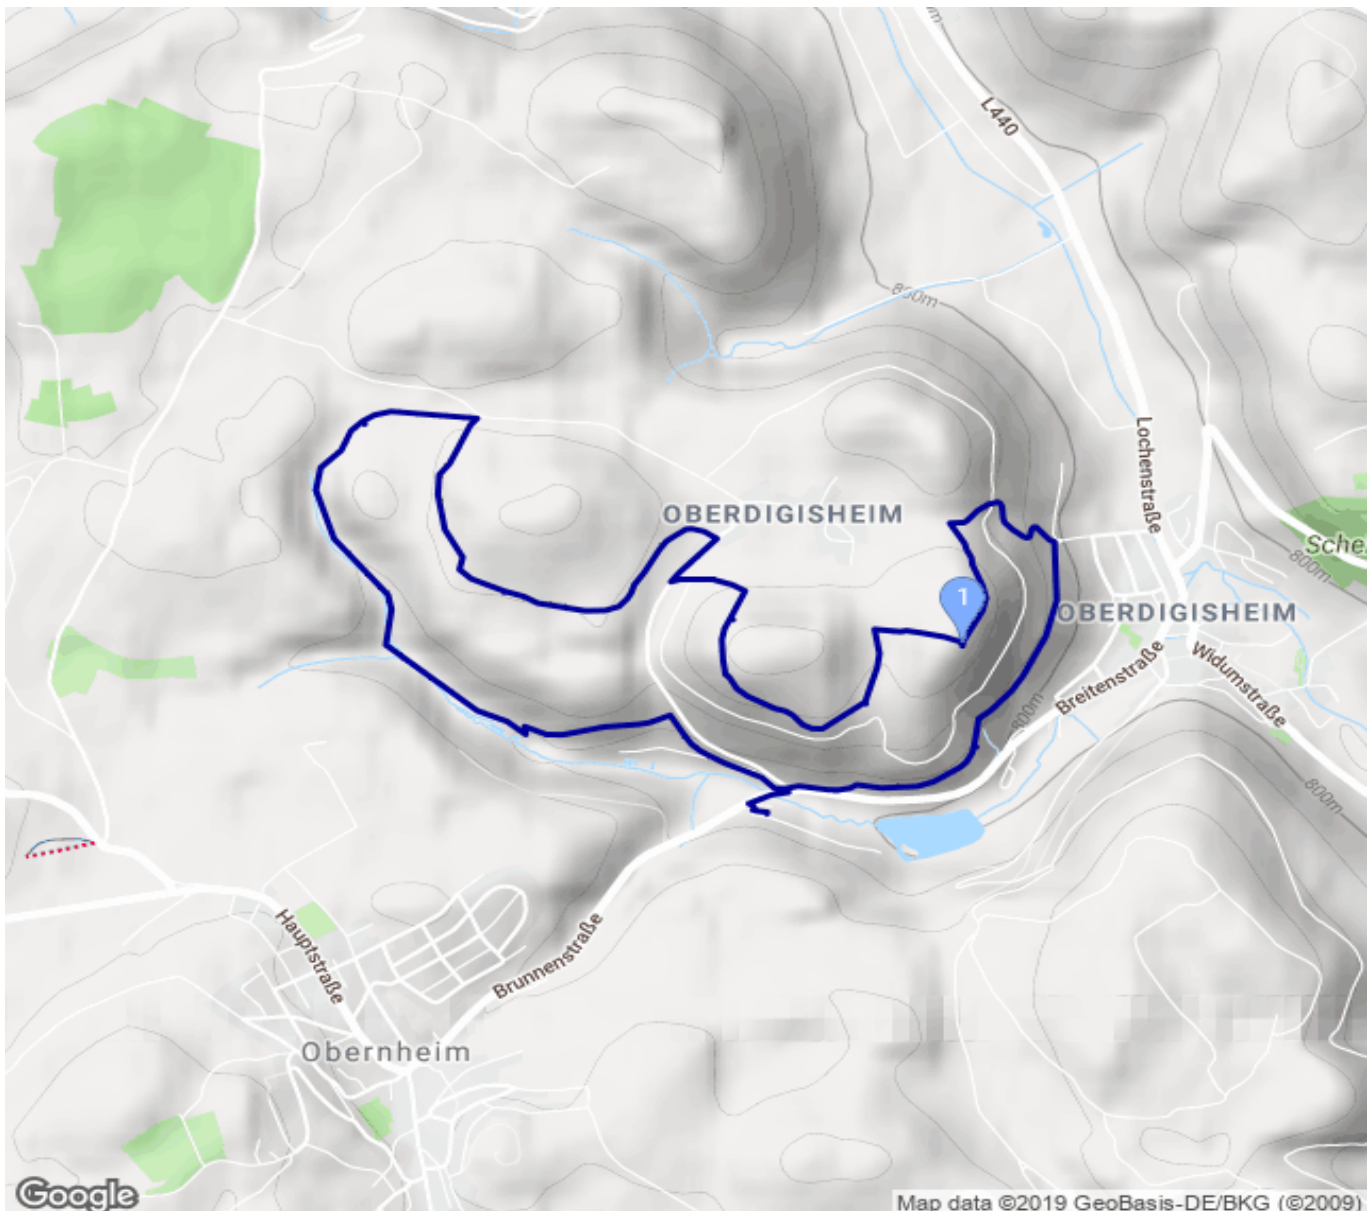 L440
800m
Lochenstraße
OBERDIGISHEIM
Sche
800m
1
OBERDIGISHEIM
Breitenstraße
Widumstraße
800m
800m
Hauptstraße
Brunnenstraße
Obernheim
Google
Map data ©2019 GeoBasis-DE/BKG (©2009)